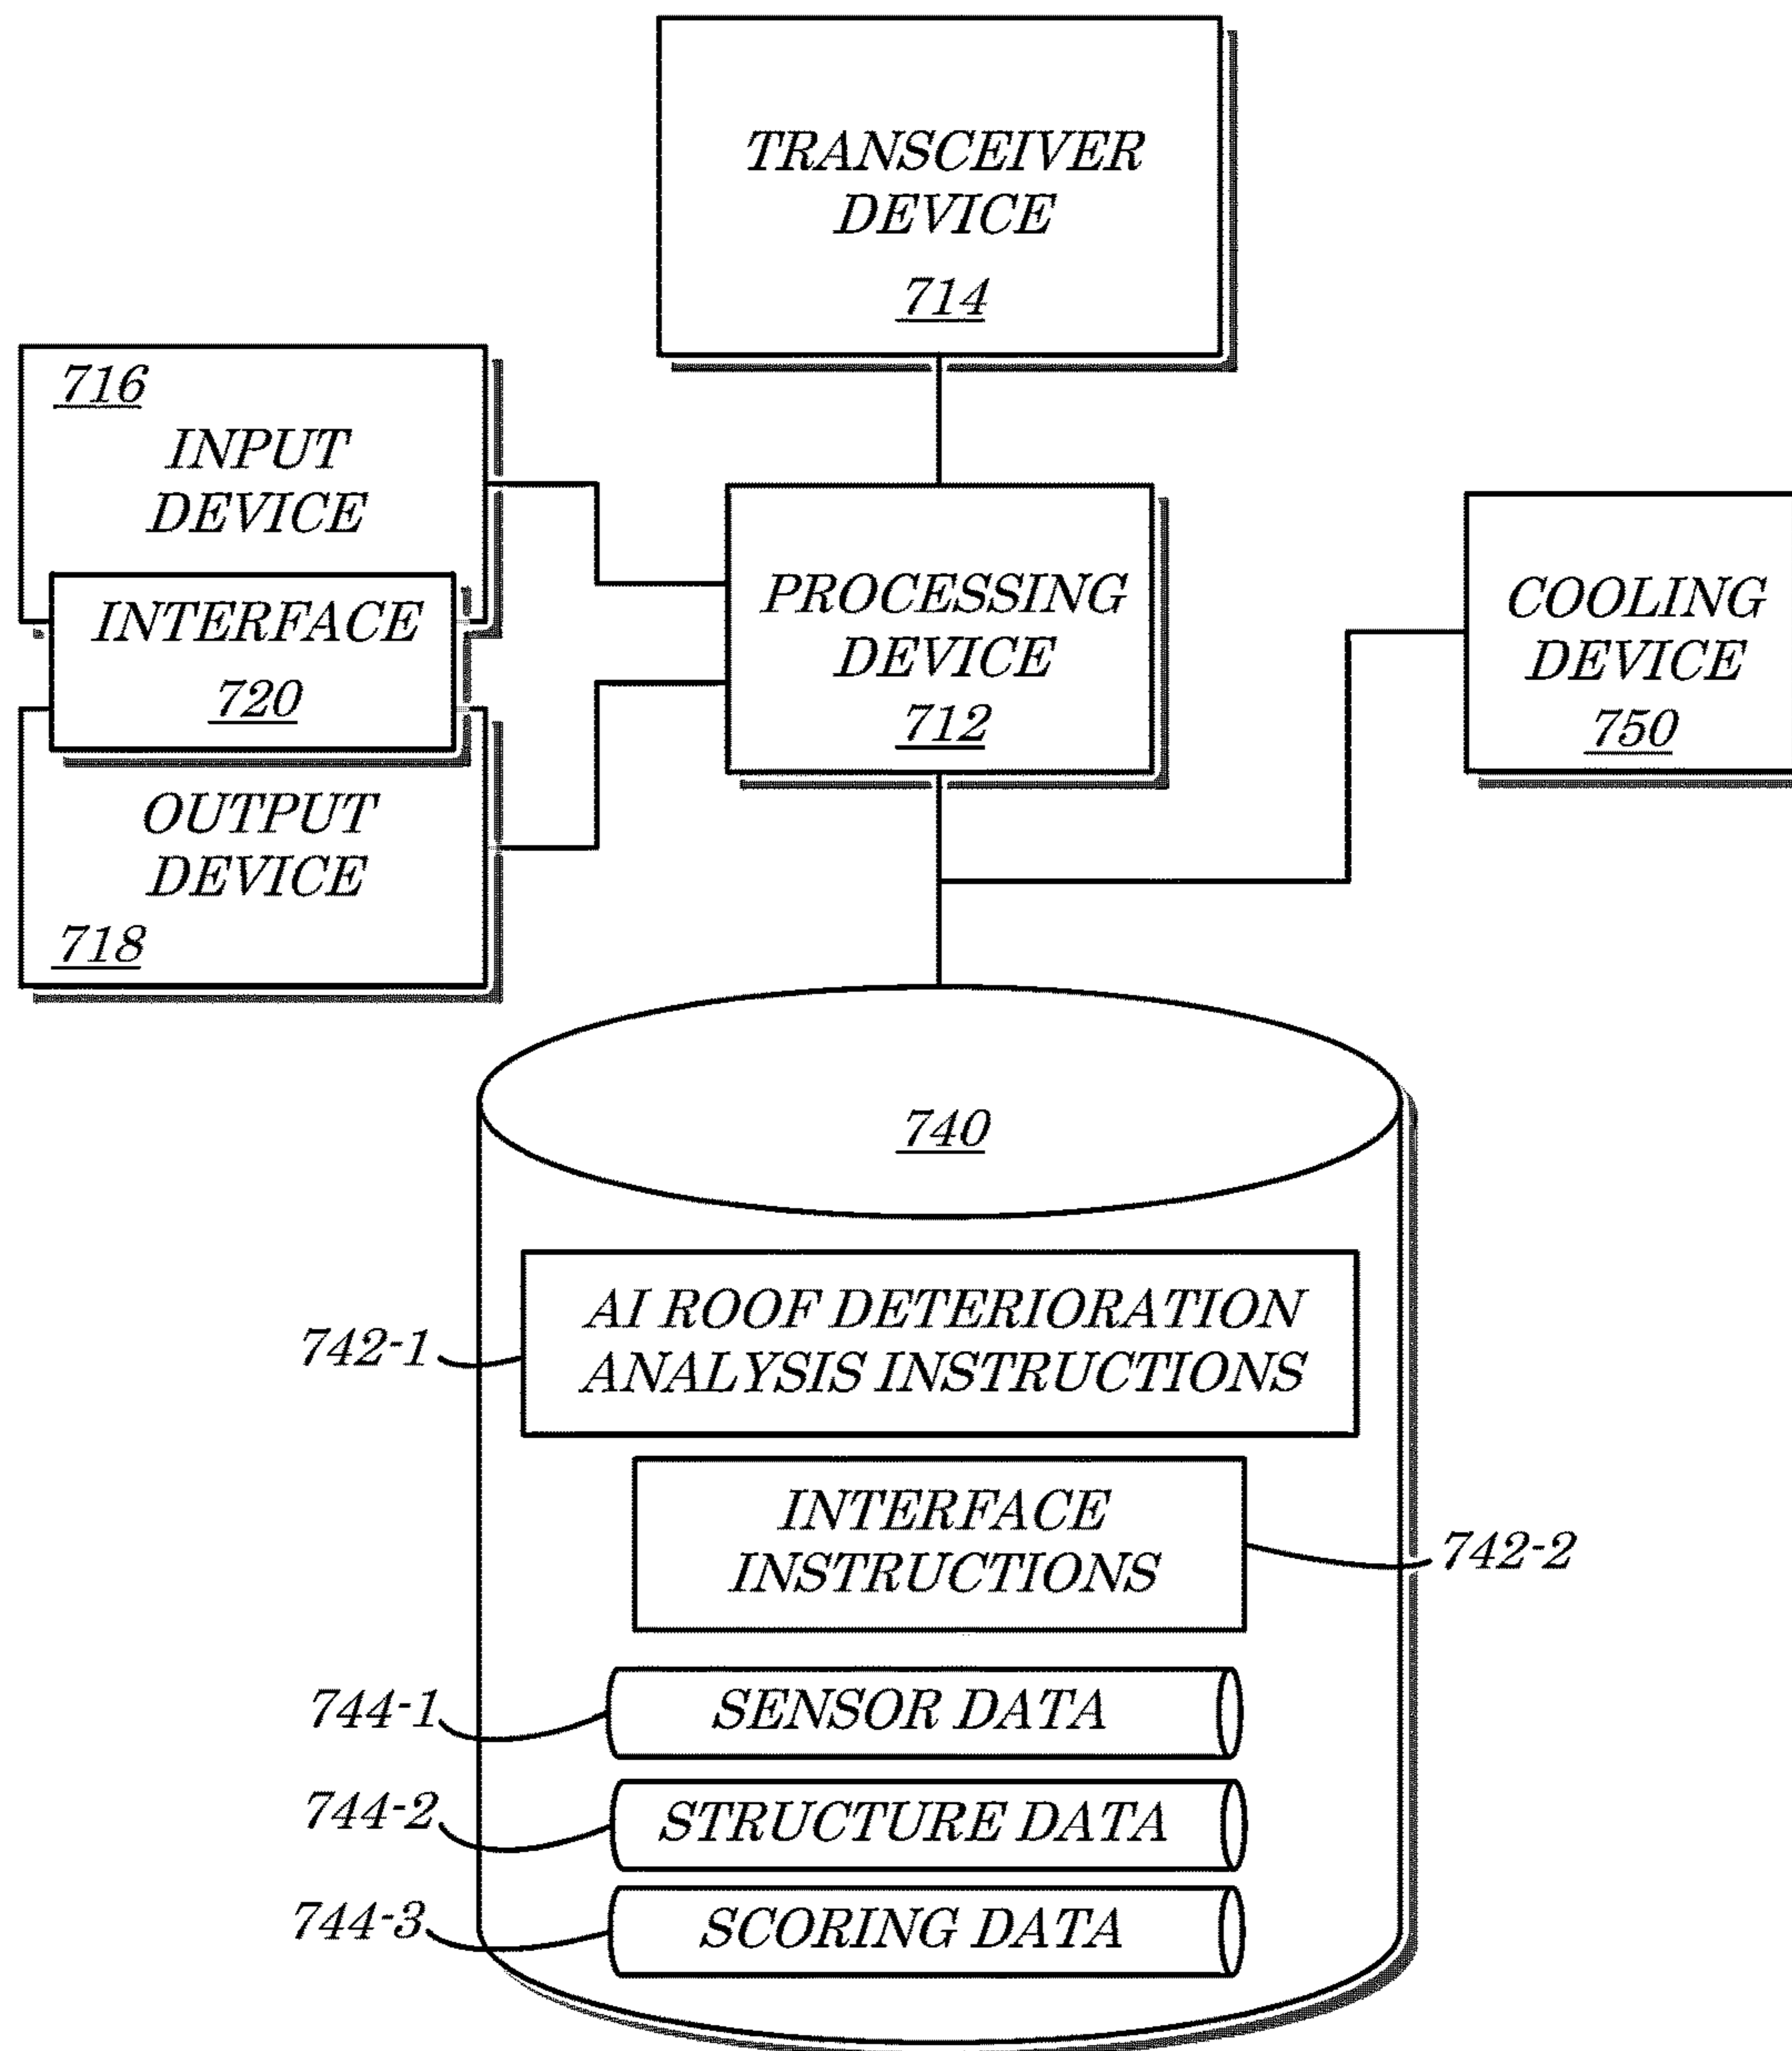 TRANSCEIVER
DEVICE
714
716
INPUT
DEVICE
INTERFACE
720
OUTPUT
DEVICE
718
PROCESSING
DEVICE
712
COOLING
DEVICE
750
740
742-1
AI ROOF DETERIORATION
ANALYSIS INSTRUCTIONS
INTERFACE
INSTRUCTIONS
742-2
744-1
SENSOR DATA
744-2
STRUCTURE DATA
744-3
SCORING DATA